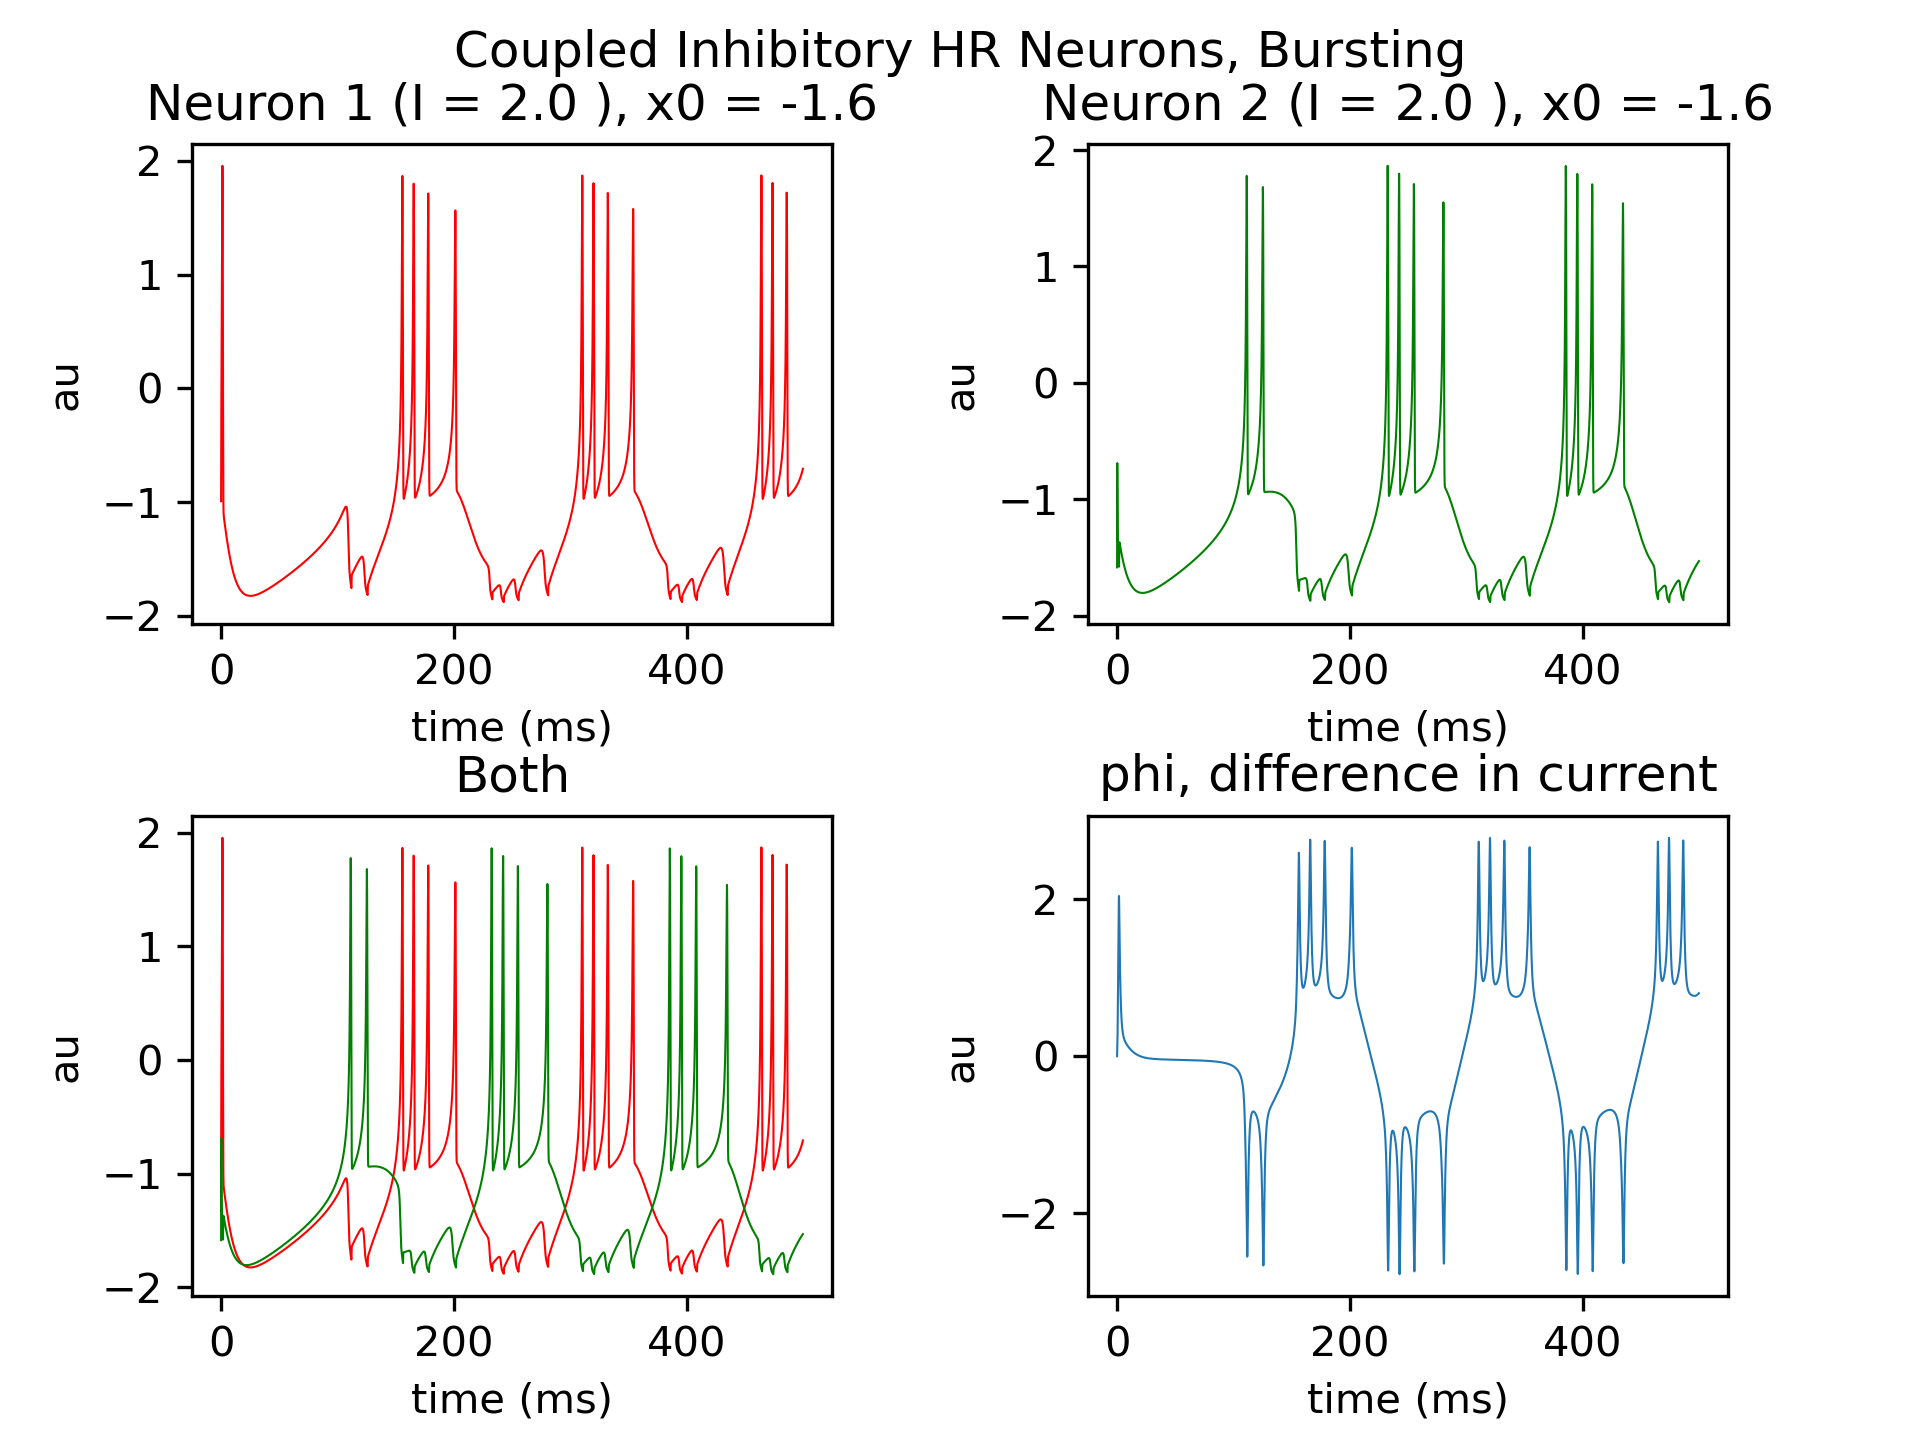 Coupled Inhibitory HR Neurons, Bursting
Neuron 1 (I = 2.0 ), x0 = -1.6
2
1
0
−1
−2
au
0 200 400
time (ms)
Neuron 2 (I = 2.0 ), x0 = -1.6
2
1
0
−1
−2
au
0 200 400
time (ms)
Both
2
1
0
−1
−2
au
0 200 400
time (ms)
phi, difference in current
2
0
−2
au
0 200 400
time (ms)